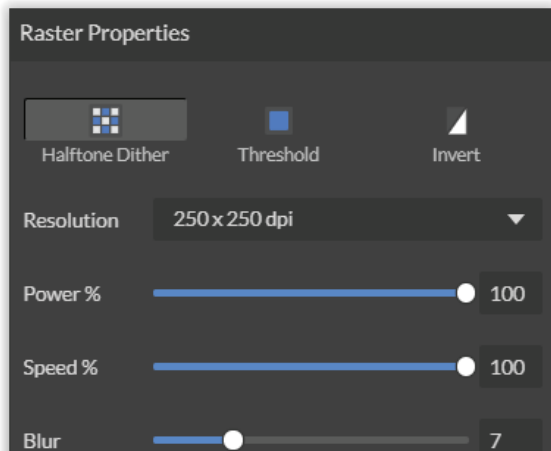 Raster Properties
Halftone Dither Threshold Invert
Resolution 250 x 250 dpi
Power % 100
Speed % 100
Blur 7